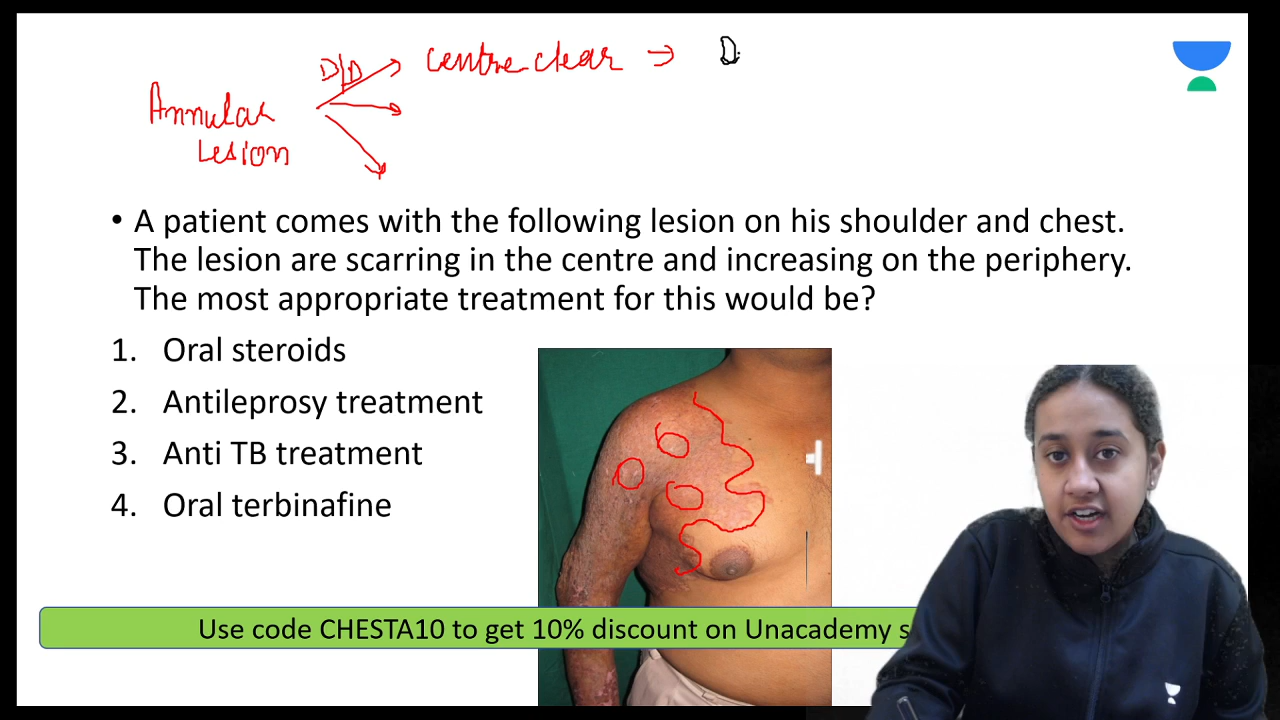 D/D
centre clear → D
Annular
Lesion
• A patient comes with the following lesion on his shoulder and chest.
The lesion are scarring in the centre and increasing on the periphery.
The most appropriate treatment for this would be?
1. Oral steroids
2. Antileprosy treatment
3. Anti TB treatment
4. Oral terbinafine
Use code CHESTA10 to get 10% discount on Unacademy s